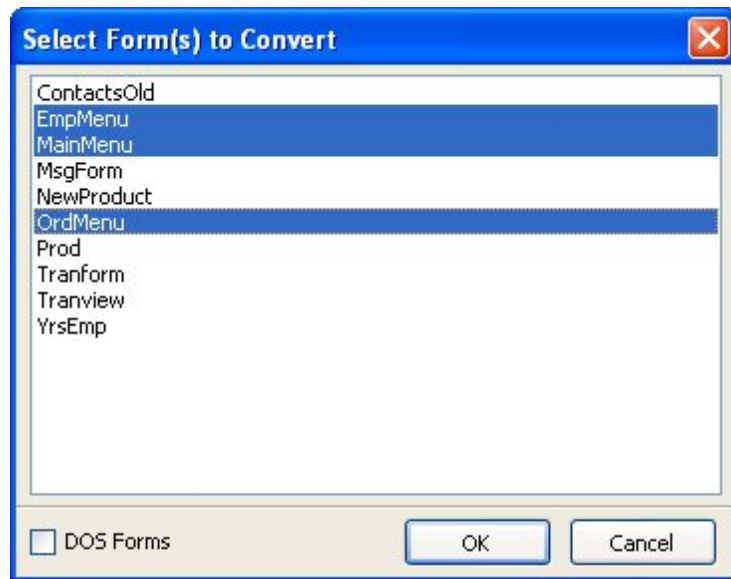 Select Form(s) to Convert
ContactsOld
EmpMenu
MainMenu
MsgForm
NewProduct
OrdMenu
Prod
Tranform
Tranview
YrsEmp
DOS Forms OK Cancel